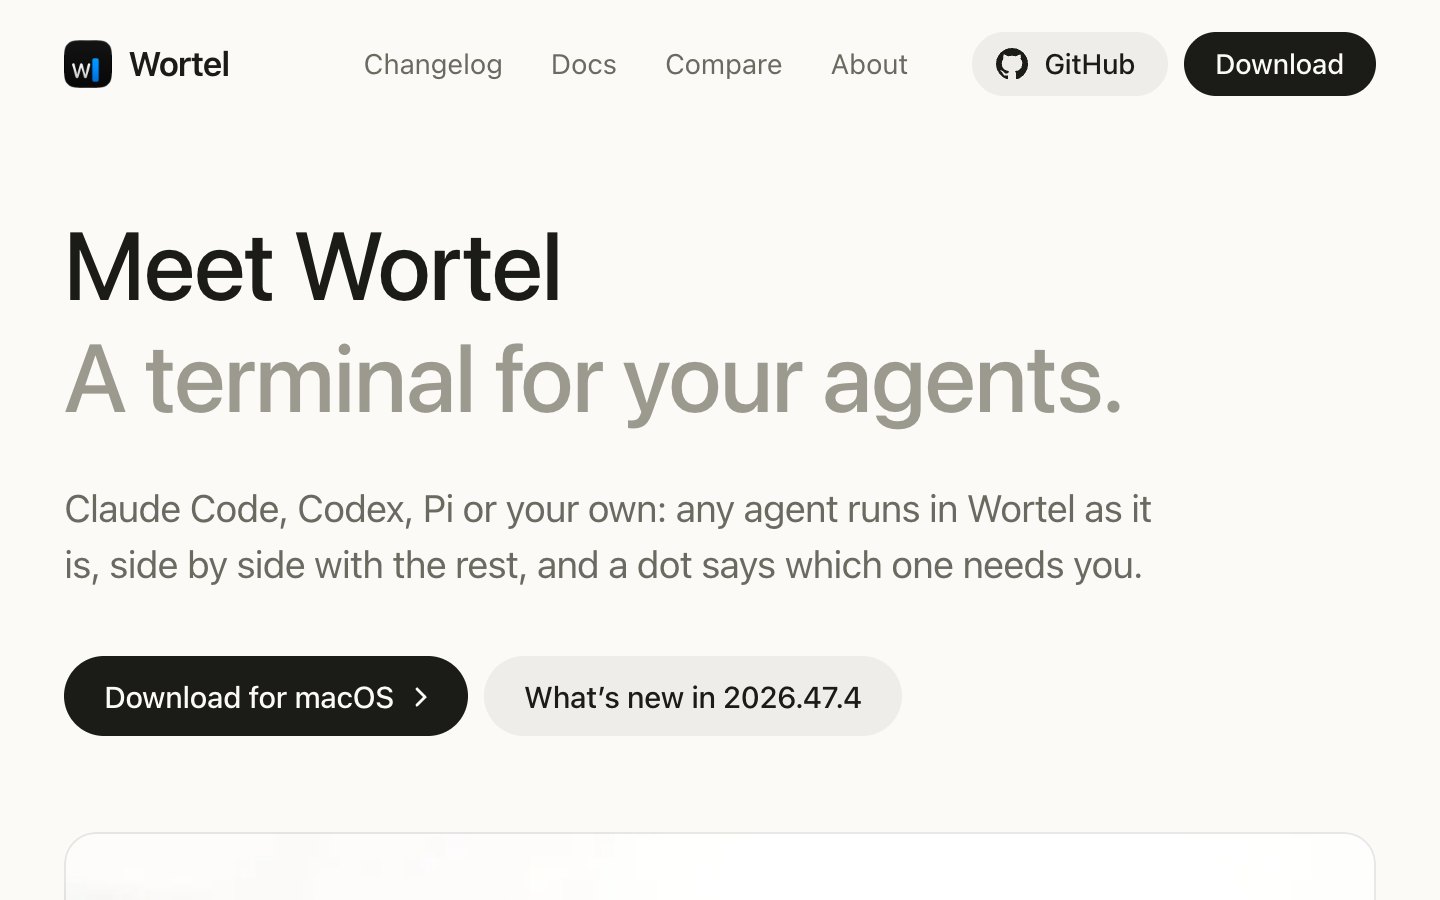 Wortel
Changelog
Docs
Compare
About
GitHub
Download
Meet Wortel
A terminal for your agents.
Claude Code, Codex, Pi or your own: any agent runs in Wortel as it
is, side by side with the rest, and a dot says which one needs you.
Download for macOS
What’s new in 2026.47.4